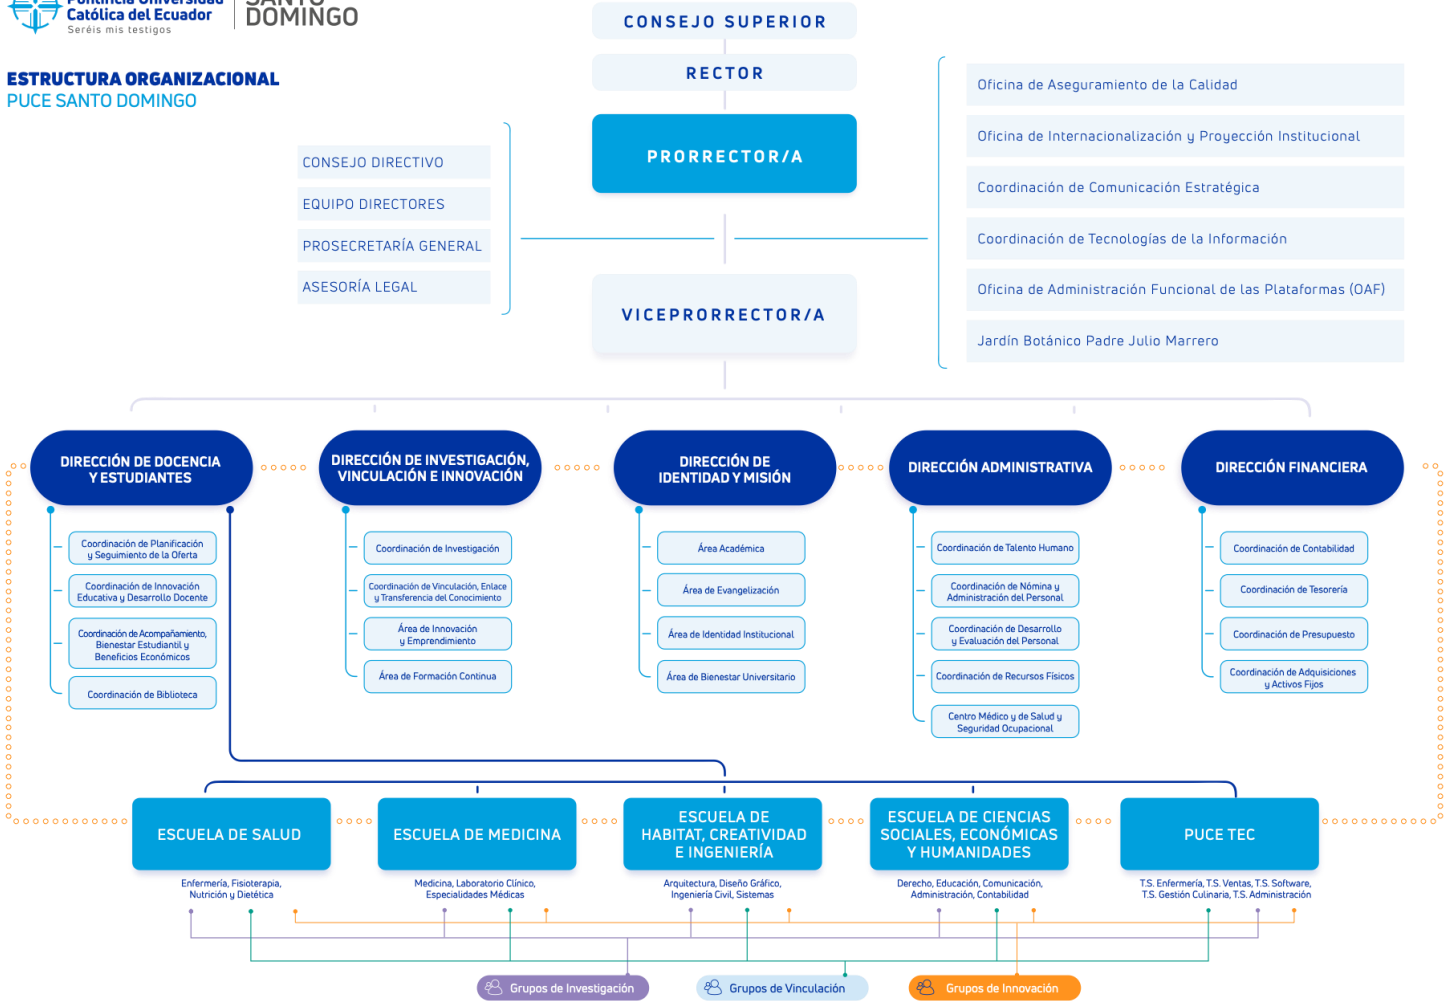 Pontificia Universidad
Católica del Ecuador
Seréis mis testigos
SANTO
DOMINGO
ESTRUCTURA ORGANIZACIONAL
PUCE SANTO DOMINGO
CONSEJO SUPERIOR
RECTOR
PRORRECTOR/A
CONSEJO DIRECTIVO
EQUIPO DIRECTORES
PROSECRETARÍA GENERAL
ASESORÍA LEGAL
Oficina de Aseguramiento de la Calidad
Oficina de Internacionalización y Proyección Institucional
Coordinación de Comunicación Estratégica
Coordinación de Tecnologías de la Información
Oficina de Administración Funcional de las Plataformas (OAF)
Jardín Botánico Padre Julio Marrero
VICEPRORRECTOR/A
DIRECCIÓN DE DOCENCIA
Y ESTUDIANTES
Coordinación de Planificación
y Seguimiento de la Oferta
Coordinación de Innovación
Educativa y Desarrollo Docente
Coordinación de Acompañamiento,
Bienestar Estudiantil y
Beneficios Económicos
Coordinación de Biblioteca
DIRECCIÓN DE INVESTIGACIÓN,
VINCULACIÓN E INNOVACIÓN
Coordinación de Investigación
Coordinación de Vinculación, Enlace
y Transferencia del Conocimiento
Área de Innovación
y Emprendimiento
Área de Formación Continua
DIRECCIÓN DE
IDENTIDAD Y MISIÓN
Área Académica
Área de Evangelización
Área de Identidad Institucional
Área de Bienestar Universitario
DIRECCIÓN ADMINISTRATIVA
Coordinación de Talento Humano
Coordinación de Nómina y
Administración del Personal
Coordinación de Desarrollo
y Evaluación del Personal
Coordinación de Recursos Físicos
Centro Médico y de Salud y
Seguridad Ocupacional
DIRECCIÓN FINANCIERA
Coordinación de Contabilidad
Coordinación de Tesorería
Coordinación de Presupuesto
Coordinación de Adquisiciones
y Activos Fijos
ESCUELA DE SALUD
Enfermería, Fisioterapia,
Nutrición y Dietética
ESCUELA DE MEDICINA
Medicina, Laboratorio Clínico,
Especialidades Médicas
ESCUELA DE
HABITAT, CREATIVIDAD
E INGENIERÍA
Arquitectura, Diseño Gráfico,
Ingeniería Civil, Sistemas
ESCUELA DE CIENCIAS
SOCIALES, ECONÓMICAS
Y HUMANIDADES
Derecho, Educación, Comunicación,
Administración, Contabilidad
PUCE TEC
T.S. Enfermería, T.S. Ventas, T.S. Software,
T.S. Gestión Culinaria, T.S. Administración
Grupos de Investigación
Grupos de Vinculación
Grupos de Innovación